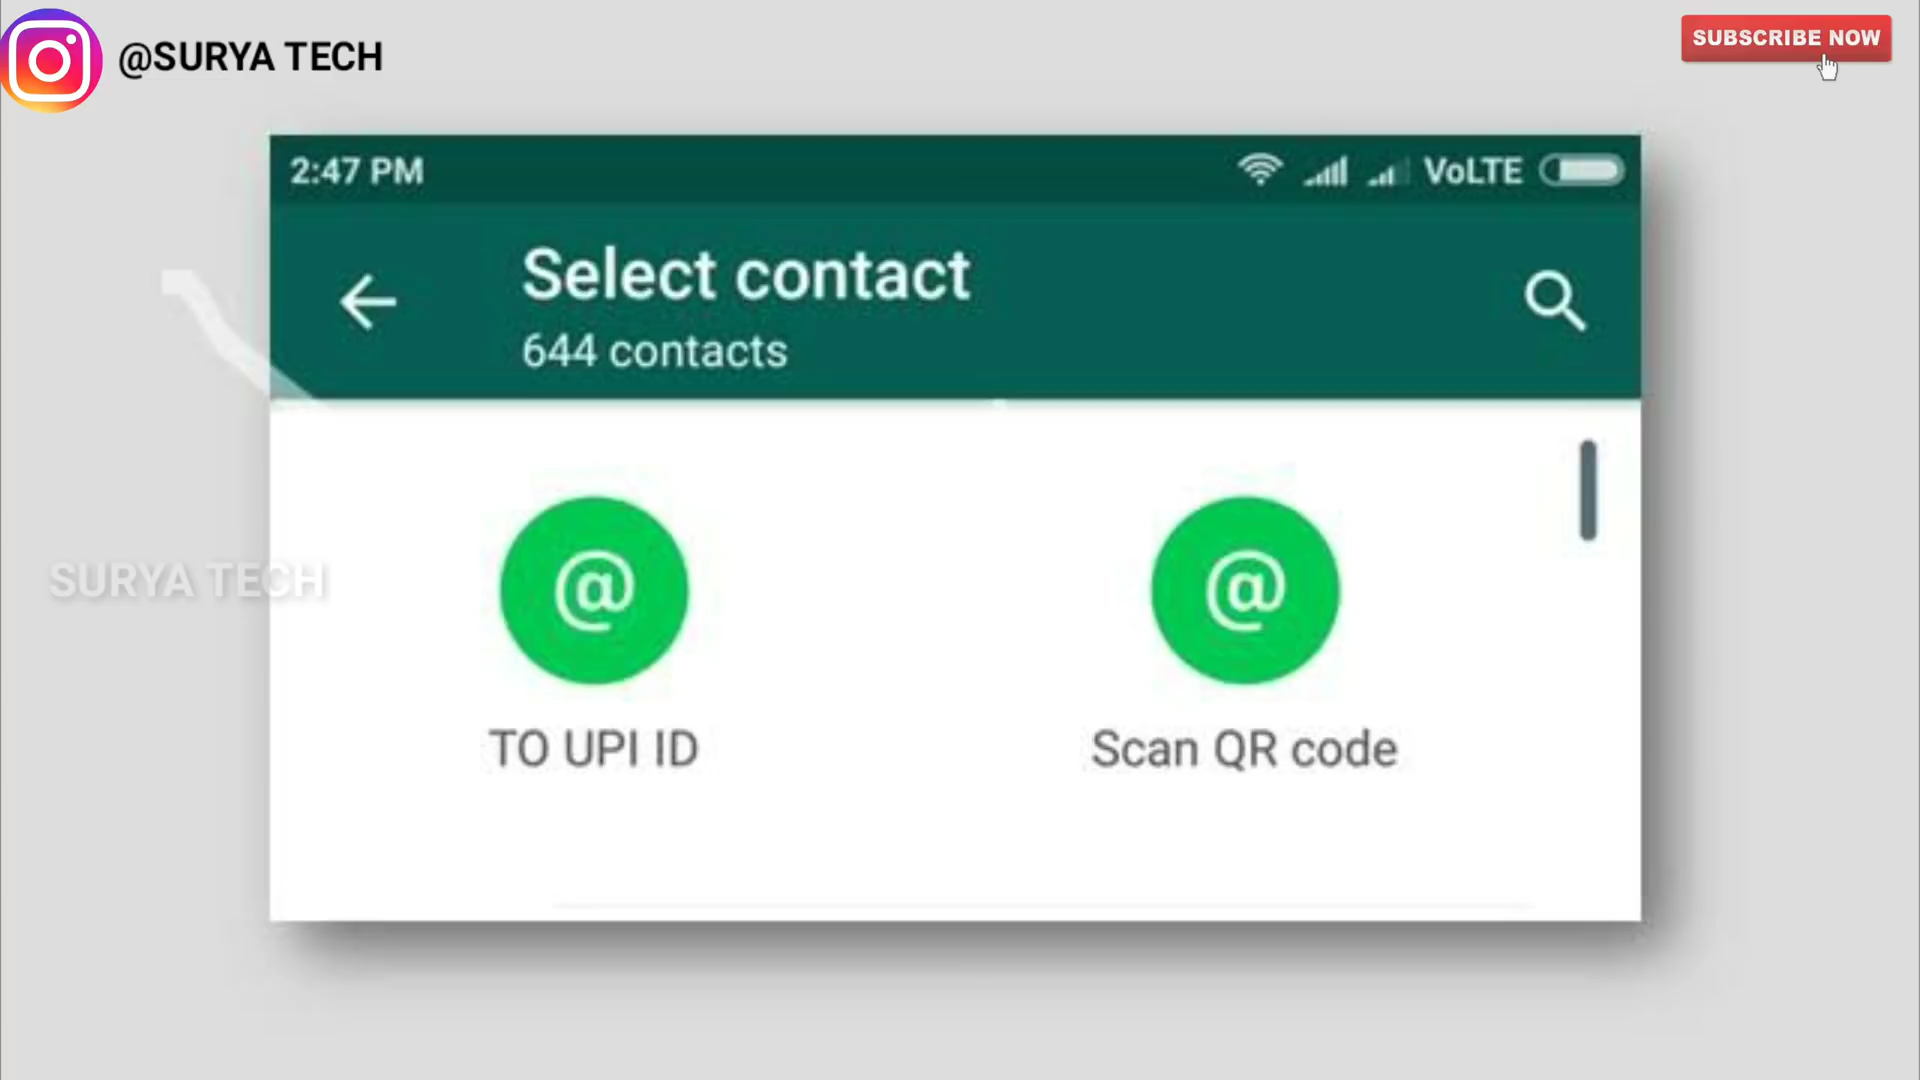 @SURYA TECH
SUBSCRIBE NOW
2:47 PM
VoLTE
Select contact
644 contacts
@
@
TO UPI ID
Scan QR code
SURYA TECH